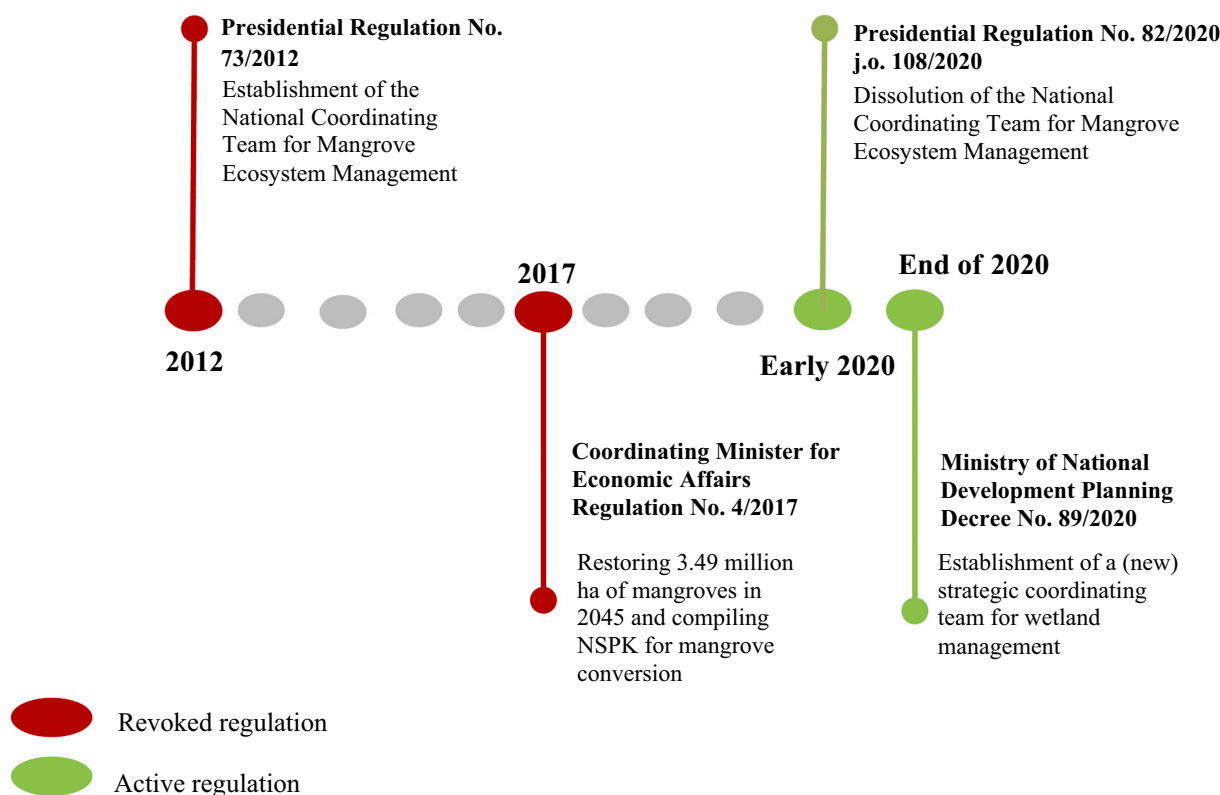 Presidential Regulation No.
73/2012
Establishment of the
National Coordinating
Team for Mangrove
Ecosystem Management
Presidential Regulation No. 82/2020
j.o. 108/2020
Dissolution of the National
Coordinating Team for Mangrove
Ecosystem Management
2012
2017
Early 2020
End of 2020
Coordinating Minister for
Economic Affairs
Regulation No. 4/2017
Restoring 3.49 million
ha of mangroves in
2045 and compiling
NSPK for mangrove
conversion
Ministry of National
Development Planning
Decree No. 89/2020
Establishment of a (new)
strategic coordinating
team for wetland
management
Revoked regulation
Active regulation